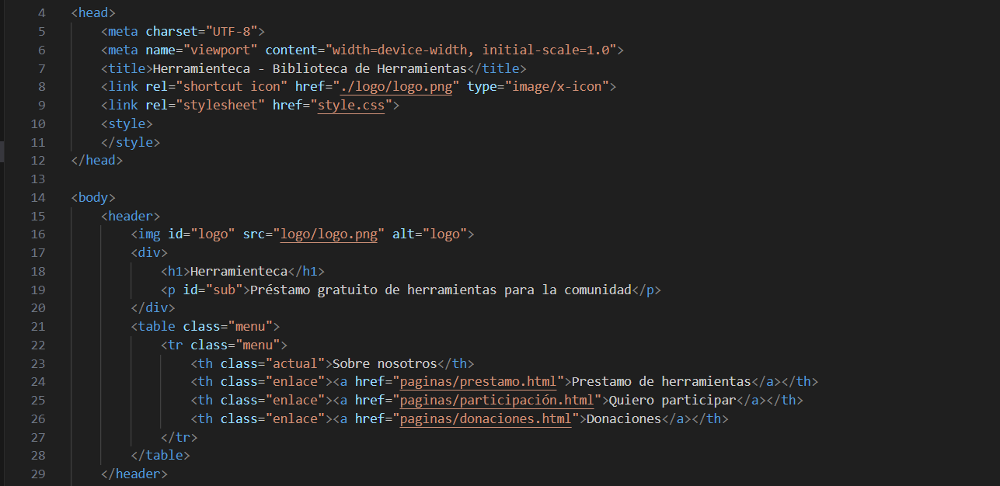 4 <head>
5 <meta charset="UTF-8">
6 <meta name="viewport" content="width=device-width, initial-scale=1.0">
7 <title>Herramienteca - Biblioteca de Herramientas</title>
8 <link rel="shortcut icon" href="./logo/logo.png" type="image/x-icon">
9 <link rel="stylesheet" href="style.css">
10 <style>
11 </style>
12 </head>
13
14 <body>
15 <header>
16 <img id="logo" src="logo/logo.png" alt="logo">
17 <div>
18 <h1>Herramienteca</h1>
19 <p id="sub">Préstamo gratuito de herramientas para la comunidad</p>
20 </div>
21 <table class="menu">
22 <tr class="menu">
23 <th class="actual">Sobre nosotros</th>
24 <th class="enlace"><a href="paginas/prestamo.html">Prestamo de herramientas</a></th>
25 <th class="enlace"><a href="paginas/participación.html">Quiero participar</a></th>
26 <th class="enlace"><a href="paginas/donaciones.html">Donaciones</a></th>
27 </tr>
28 </table>
29 </header>